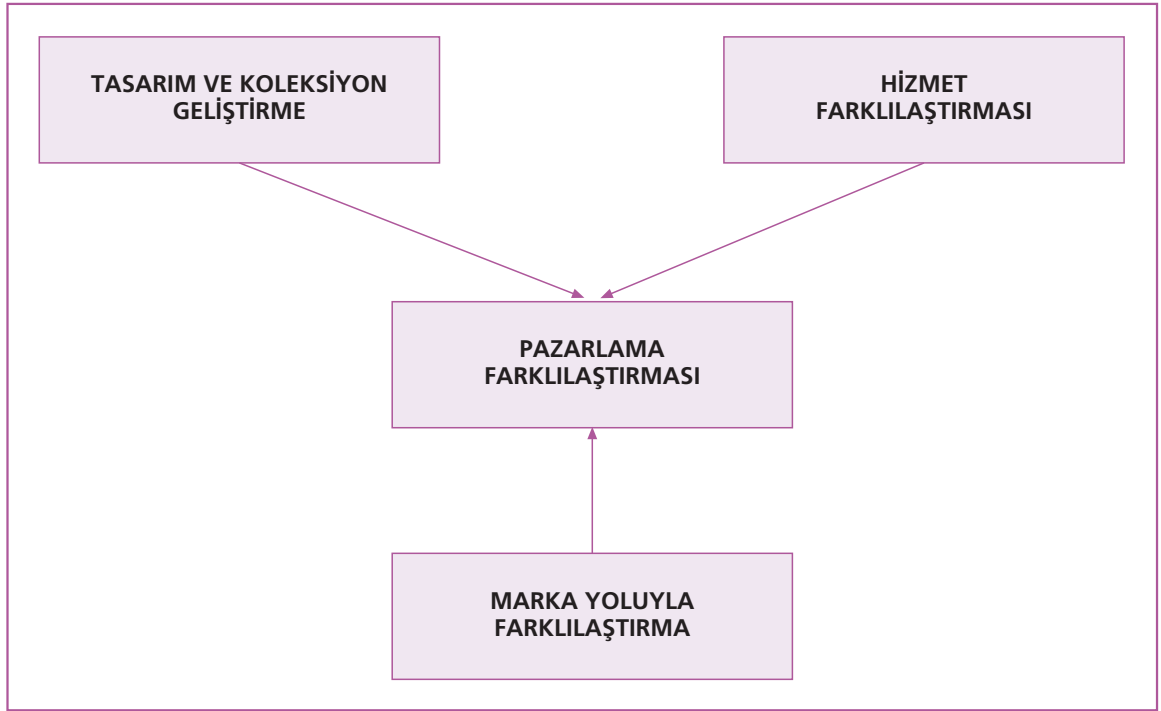 TASARIM VE KOLEKSİYON
GELİŞTİRME
HİZMET
FARKLILAŞTIRMASI
PAZARLAMA
FARKLILAŞTIRMASI
MARKA YOLUYLA
FARKLILAŞTIRMA